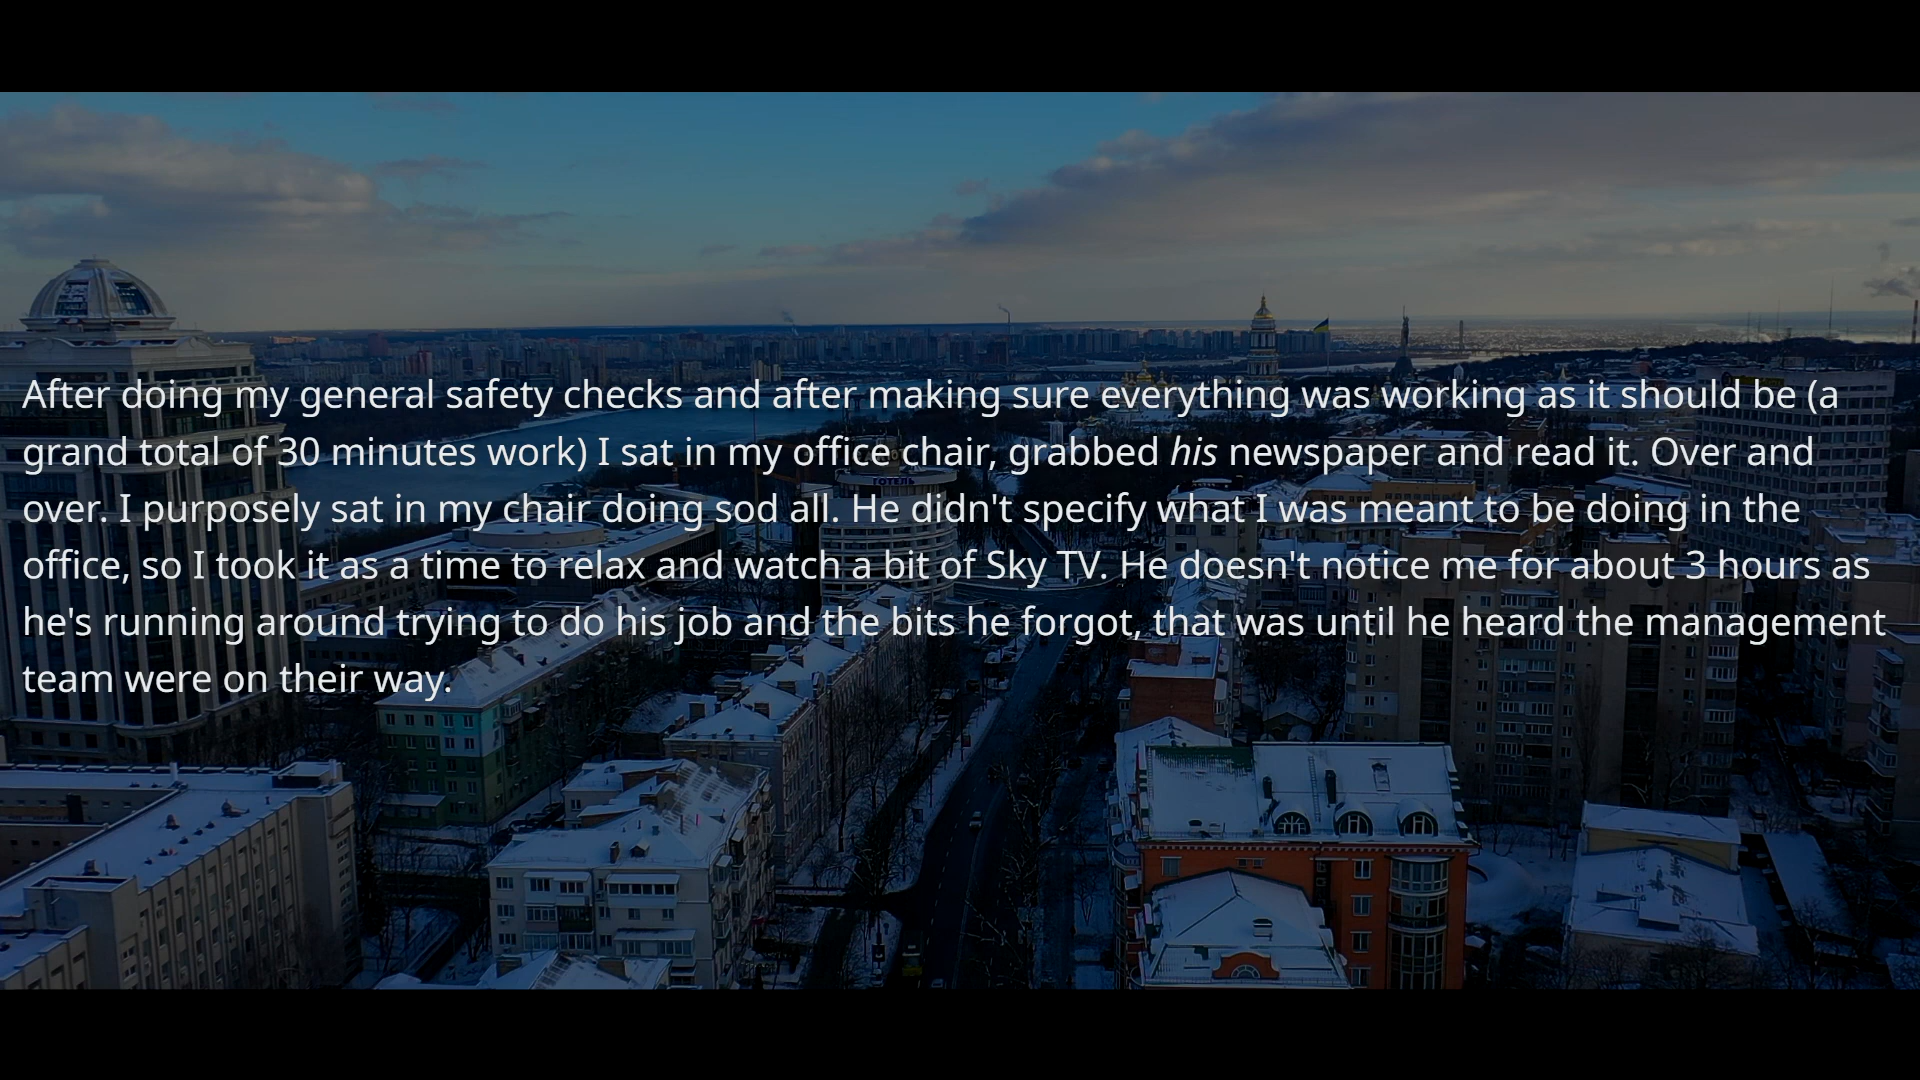 After doing my general safety checks and after making sure everything was working as it should be (a
grand total of 30 minutes work) I sat in my office chair, grabbed his newspaper and read it. Over and
over. I purposely sat in my chair doing sod all. He didn't specify what I was meant to be doing in the
office, so I took it as a time to relax and watch a bit of Sky TV. He doesn't notice me for about 3 hours as
he's running around trying to do his job and the bits he forgot, that was until he heard the management
team were on their way.
ГОТЕЛЬ